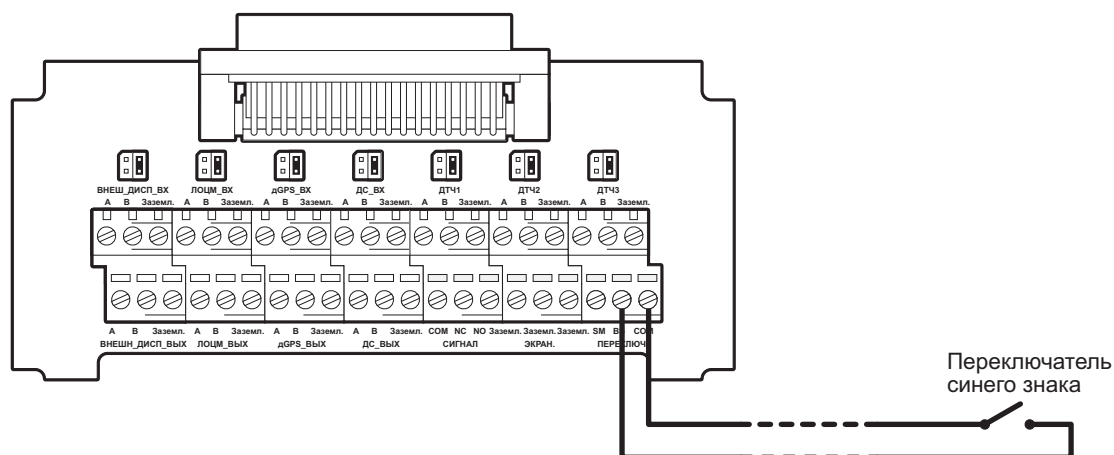 ВНЕШ_ДИСП_ВХ ЛОЦМ_ВХ дGPS_ВХ ДС_ВХ ДТЧ1 ДТЧ2 ДТЧ3
А В Заземл. А В Заземл. А В Заземл. А В Заземл. А В Заземл. А В Заземл. А В Заземл.
А В Заземл. А В Заземл. А В Заземл. А В Заземл. COM NC NO Заземл. Заземл. Заземл. SM COM
ВНЕШН_ДИСП_ВЫХ ЛОЦМ_ВЫХ дGPS_ВЫХ ДС_ВЫХ СИГНАЛ ЭКРАН.
Переключатель
синего знака